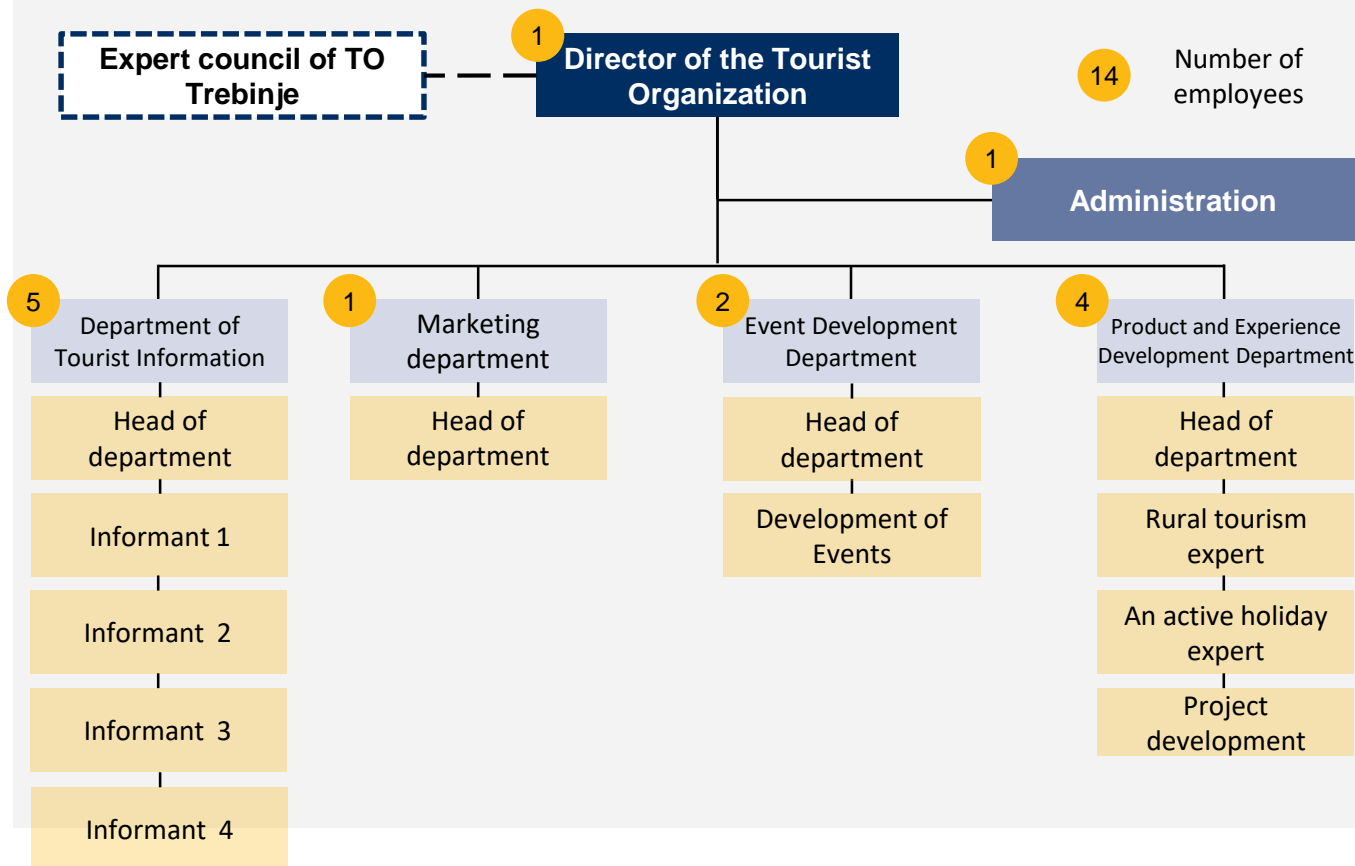 Expert council of TO
Trebinje
1
Director of the Tourist
Organization
14
Number of
employees
1
Administration
5
Department of
Tourist Information
1
Marketing
department
2
Event Development
Department
4
Product and Experience
Development Department
Head of
department
Informant 1
Informant 2
Informant 3
Informant 4
Head of
department
Head of
department
Development of
Events
Head of
department
Rural tourism
expert
An active holiday
expert
Project
development